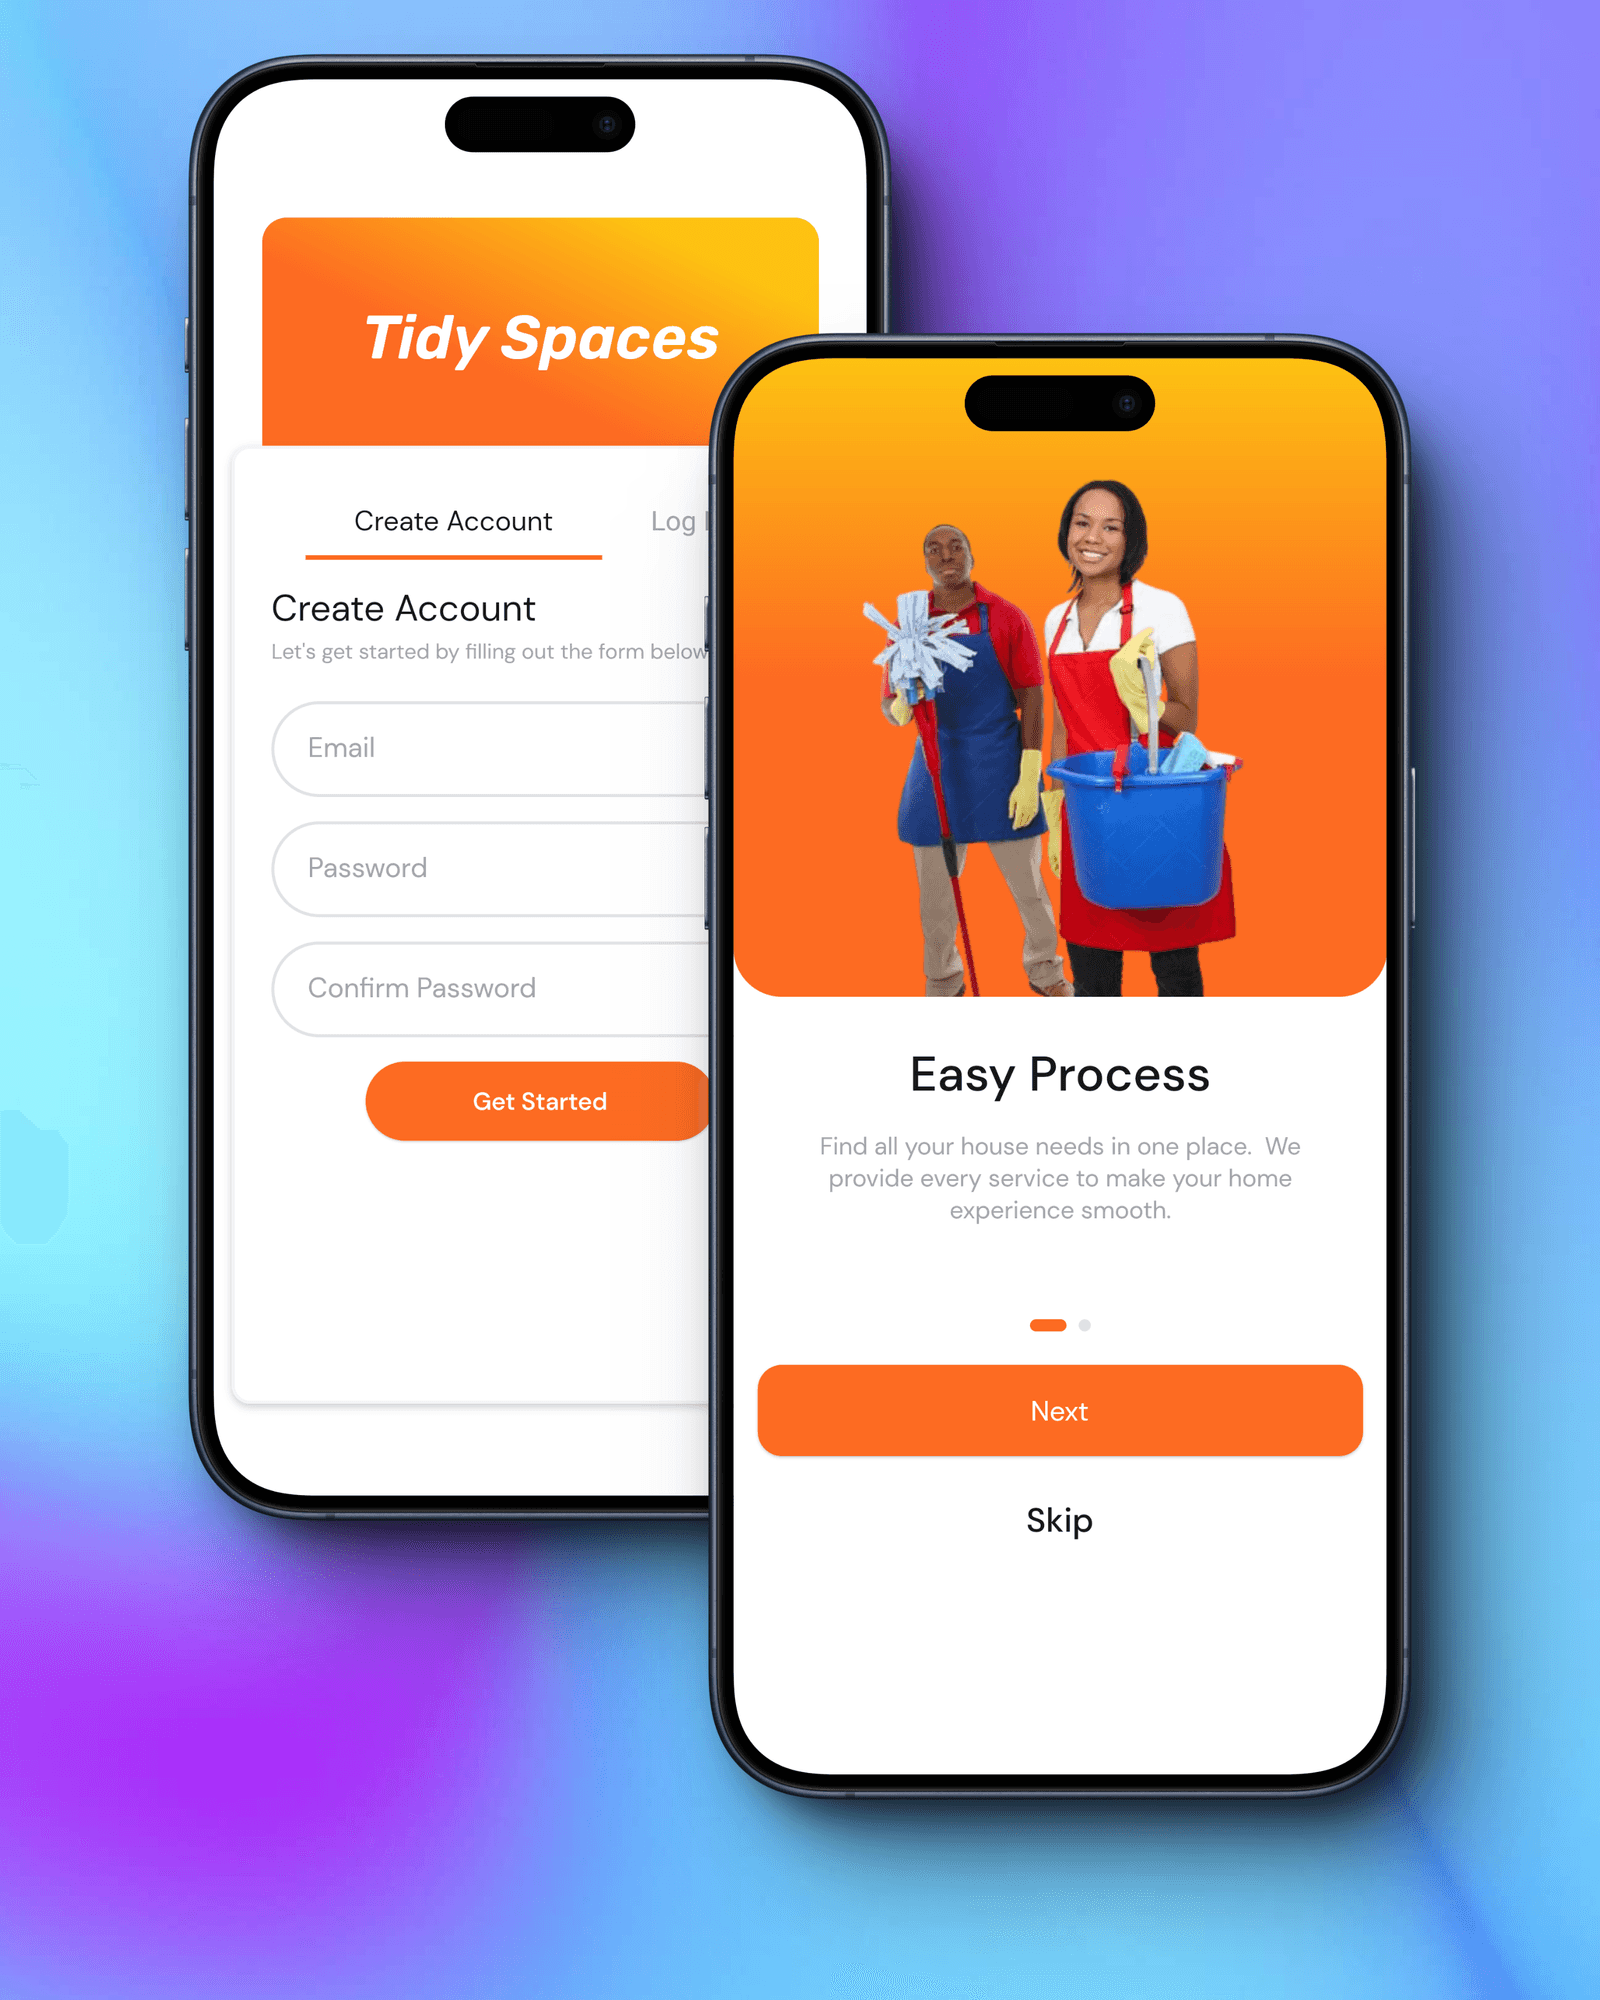 Tidy Spaces
Create Account
Log
Create Account
Let's get started by filling out the form below
Email
Password
Confirm Password
Get Started
Easy Process
Find all your house needs in one place.  We
provide every service to make your home
experience smooth.
Next
Skip